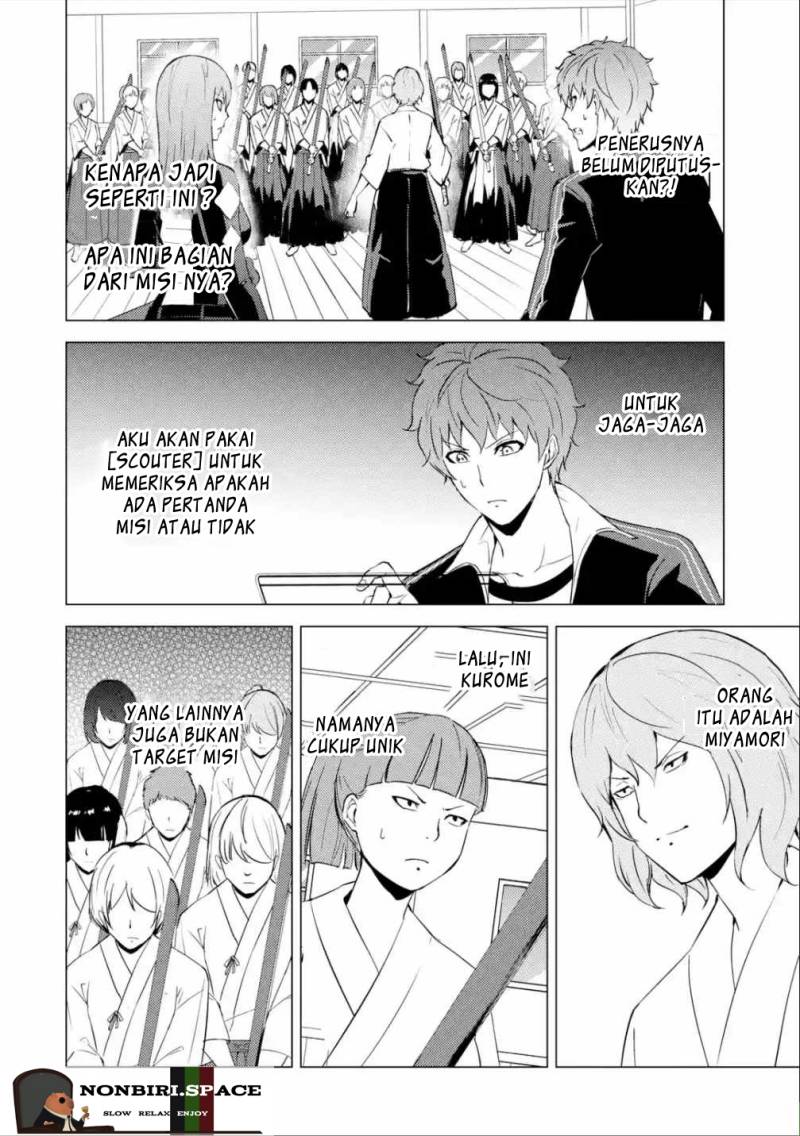 PENERUSNYA
BELUM DIPUTUS-
KAN?!
KENAPA JADI
SEPERTI INI?
APA INI BAGIAN
DARI MISI NYA?
UNTUK
JAGA-JAGA
AKU AKAN PAKAI
[SCOUTER] UNTUK
MEMERIKSA APAKAH
ADA PERTANDA
MISI ATAU TIDAK
ORANG
ITU ADALAH
MIYAMORI
LALU, INI
KUROME
NAMANYA
CUKUP UNIK
YANG LAINNYA
JUGA BUKAN
TARGET MISI
NONBIRI.SPACE
SLOW RELAX ENJOY